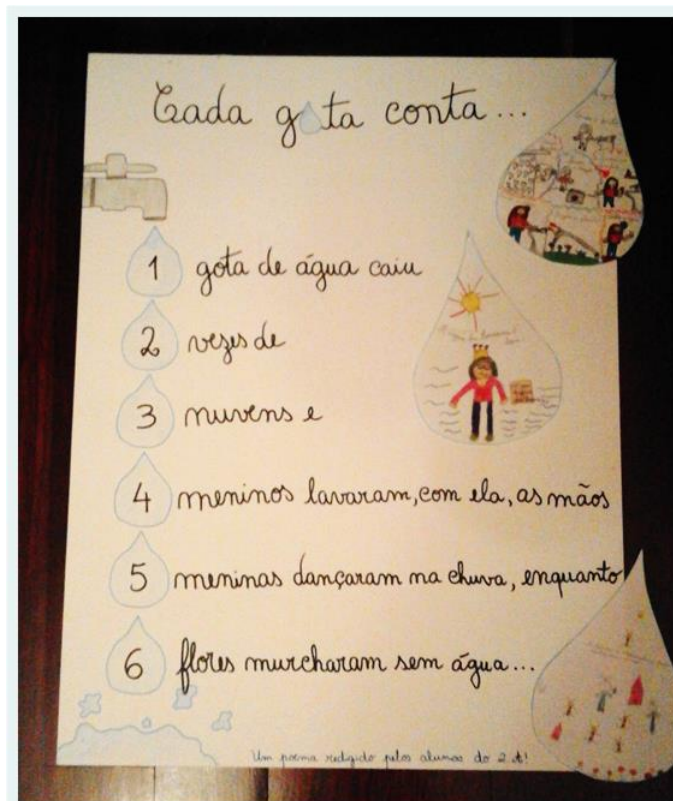 Cada gota conta...
1 gota de água caiu
2 vezes de
3 nuvens e
4 meninos lavaram, com ela, as mãos
5 meninas dançaram na chuva, enquanto
6 flores murcharam sem água...
Um poema redigido pelos alunos do 2.A!